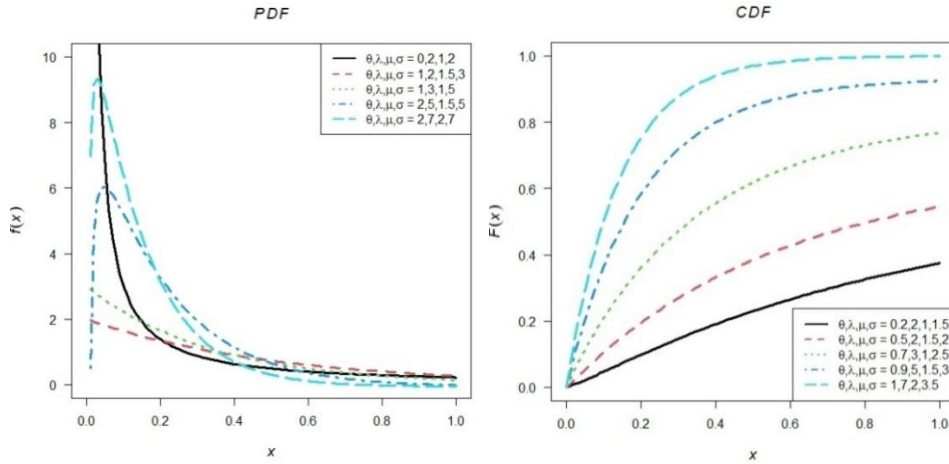 PDF
10
8
6
4
2
0
f(x)
0.0 0.2 0.4 0.6 0.8 1.0
x
θ,λ,μ,σ = 0,2,1,2
θ,λ,μ,σ = 1,2,1.5,3
θ,λ,μ,σ = 1,3,1,5
θ,λ,μ,σ = 2,5,1.5,5
θ,λ,μ,σ = 2,7,2,7
CDF
1.0
0.8
0.6
0.4
0.2
0.0
F(x)
0.0 0.2 0.4 0.6 0.8 1.0
x
θ,λ,μ,σ = 0.2,2,1,1.5
θ,λ,μ,σ = 0.5,2,1.5,2
θ,λ,μ,σ = 0.7,3,1,2.5
θ,λ,μ,σ = 0.9,5,1.5,3
θ,λ,μ,σ = 1,7,2,3.5